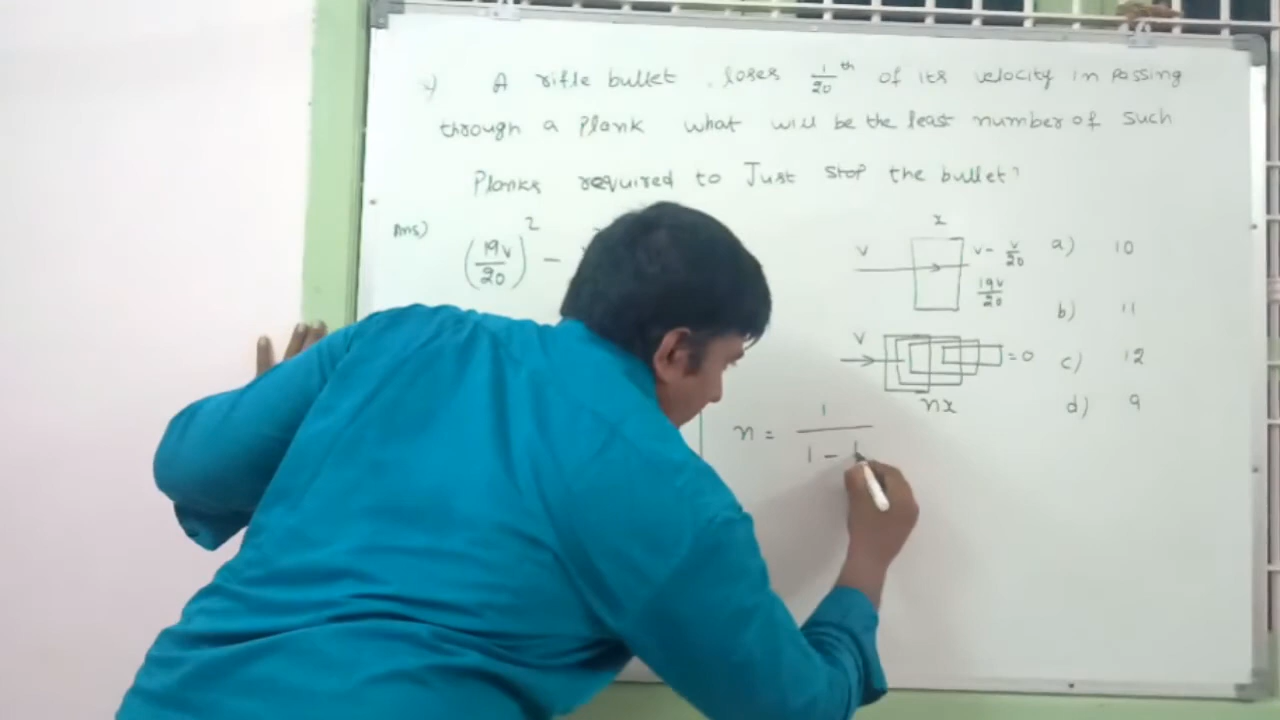 A rifle bullet loses 1/20 th of its velocity in passing
through a Plank what will be the least number of such
Planks required to Just stop the bullet?
Ans) (19v/20)² −
x
v v - v/20 a) 10
19v/20
b) 11
v = 0 c) 12
nx d) 9
n = 1 / 1 −